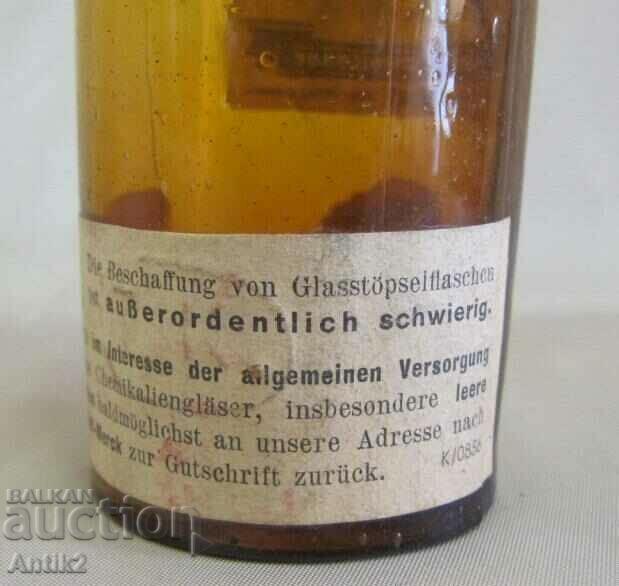 Die Beschaffung von Glasstöpselflaschen
ist außerordentlich schwierig.
im Interesse der allgemeinen Versorgung
Chemikaliengläser, insbesondere leere
baldmöglichst an unsere Adresse nach
Merck zur Gutschrift zurück.
K/0856
BALKAN
auction
Antik2